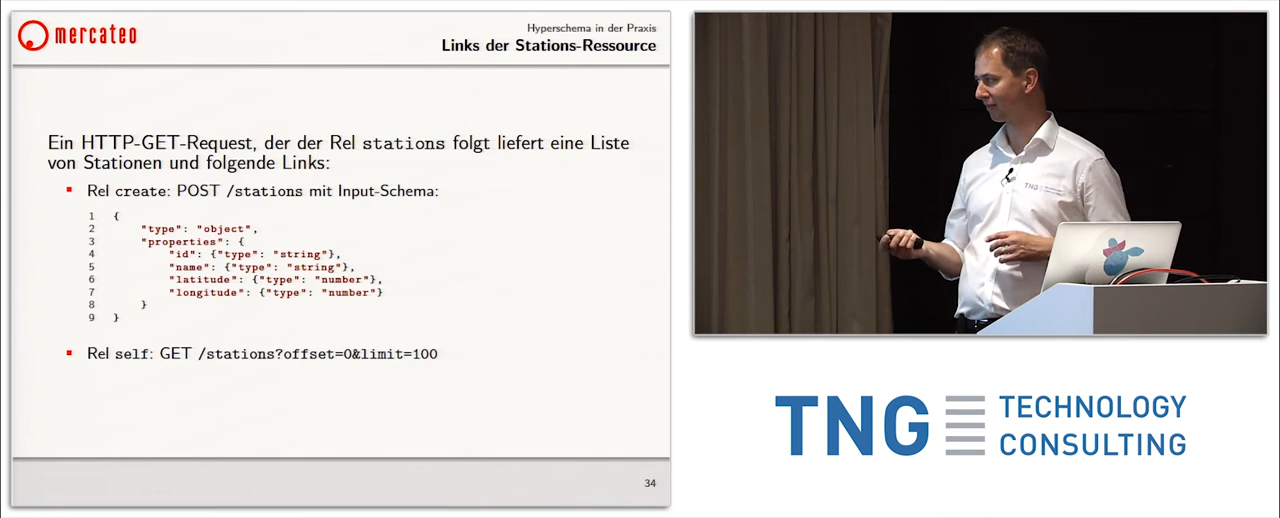 mercateo
Hyperschema in der Praxis
Links der Stations-Ressource
Ein HTTP-GET-Request, der der Rel stations folgt liefert eine Liste
von Stationen und folgende Links:
Rel create: POST /stations mit Input-Schema:
1 {
2 "type": "object",
3 "properties": {
4 "id": {"type": "string"},
5 "name": {"type": "string"},
6 "latitude": {"type": "number"},
7 "longitude": {"type": "number"}
8 }
9 }
Rel self: GET /stations?offset=0&limit=100
34
TNG
TNG
TECHNOLOGY
CONSULTING